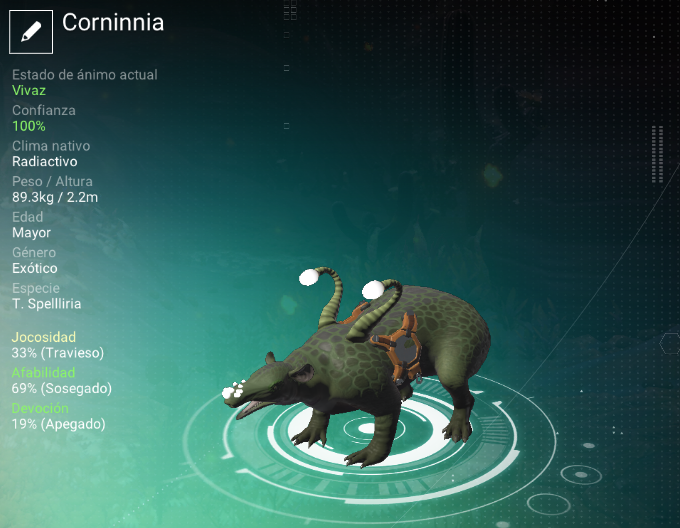 Corninnia
Estado de ánimo actual
Vivaz
Confianza
100%
Clima nativo
Radiactivo
Peso / Altura
89.3kg / 2.2m
Edad
Mayor
Género
Exótico
Especie
T. Spellliria
Jocosidad
33% (Travieso)
Afabilidad
69% (Sosegado)
Devoción
19% (Apegado)